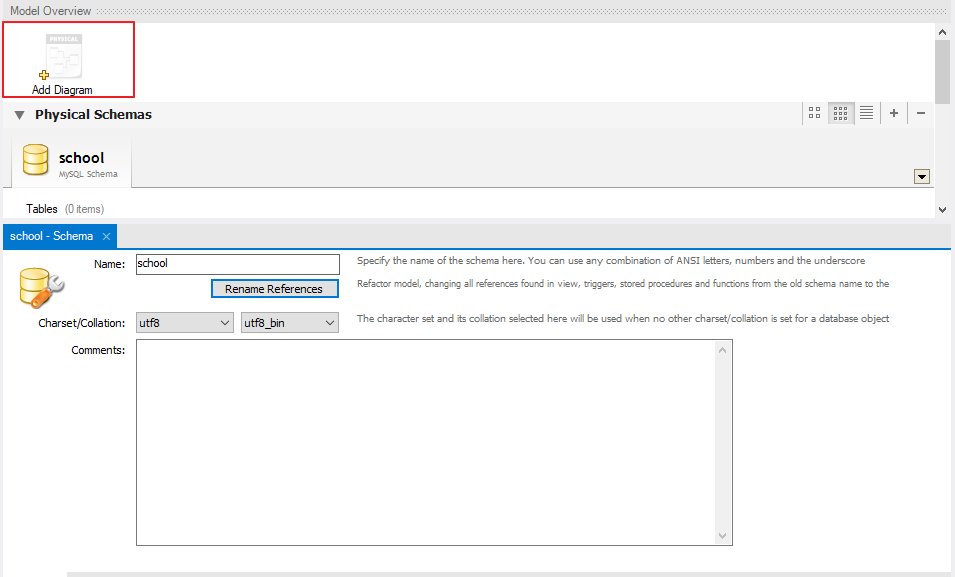 Model Overview
PHYSICAL
Add Diagram
Physical Schemas
school
MySQL Schema
Tables (0 items)
school - Schema
Name: school Specify the name of the schema here. You can use any combination of ANSI letters, numbers and the underscore
Rename References Refactor model, changing all references found in view, triggers, stored procedures and functions from the old schema name to the
Charset/Collation: utf8 utf8_bin The character set and its collation selected here will be used when no other charset/collation is set for a database object
Comments: